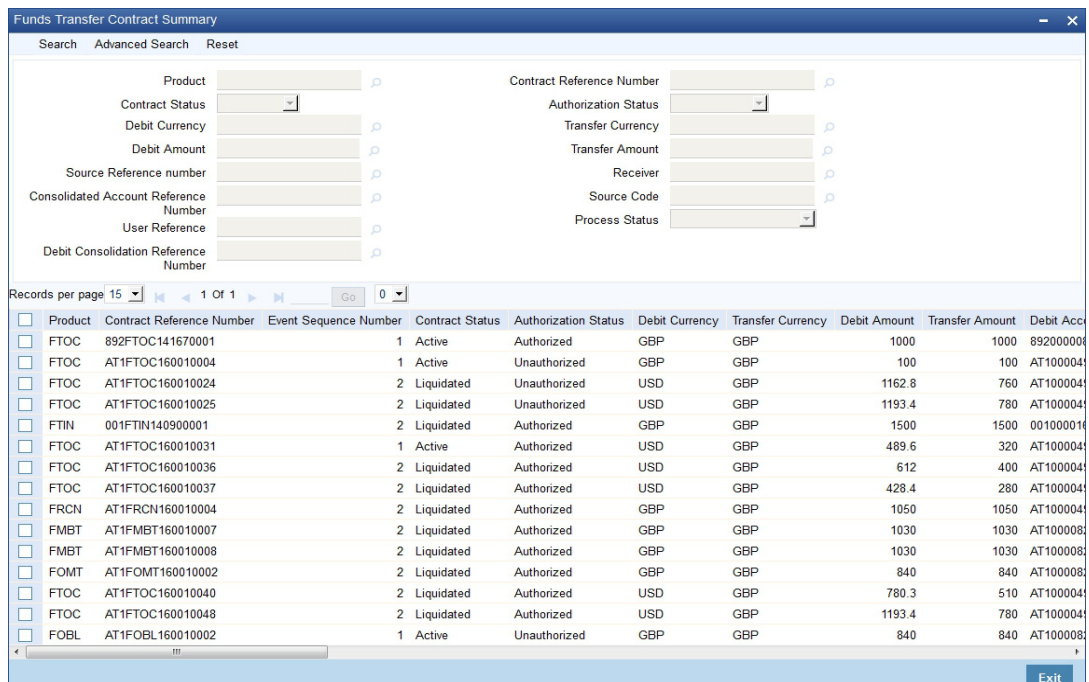 Funds Transfer Contract Summary
Search Advanced Search Reset
Product Contract Reference Number
Contract Status Authorization Status
Debit Currency Transfer Currency
Debit Amount Transfer Amount
Source Reference number Receiver
Consolidated Account Reference Number Source Code
User Reference Process Status
Debit Consolidation Reference Number
Records per page 15 1 Of 1 Go 0
Product Contract Reference Number Event Sequence Number Contract Status Authorization Status Debit Currency Transfer Currency Debit Amount Transfer Amount Debit Acc
FTOC 892FTOC141670001 1 Active Authorized GBP GBP 1000 1000 89200000
FTOC AT1FTOC160010004 1 Active Unauthorized GBP GBP 100 100 AT100004
FTOC AT1FTOC160010024 2 Liquidated Unauthorized USD GBP 1162.8 760 AT100004
FTOC AT1FTOC160010025 2 Liquidated Unauthorized USD GBP 1193.4 780 AT100004
FTIN 001FTIN140900001 2 Liquidated Authorized GBP GBP 1500 1500 00100001
FTOC AT1FTOC160010031 1 Active Authorized USD GBP 489.6 320 AT100004
FTOC AT1FTOC160010036 2 Liquidated Authorized USD GBP 612 400 AT100004
FTOC AT1FTOC160010037 2 Liquidated Authorized USD GBP 428.4 280 AT100004
FRCN AT1FRCN160010004 2 Liquidated Authorized GBP GBP 1050 1050 AT100004
FMBT AT1FMBT160010007 2 Liquidated Authorized GBP GBP 1030 1030 AT100008
FMBT AT1FMBT160010008 2 Liquidated Authorized GBP GBP 1030 1030 AT100008
FOMT AT1FOMT160010002 2 Liquidated Authorized GBP GBP 840 840 AT100008
FTOC AT1FTOC160010040 2 Liquidated Authorized USD GBP 780.3 510 AT100004
FTOC AT1FTOC160010048 2 Liquidated Authorized USD GBP 1193.4 780 AT100004
FOBL AT1FOBL160010002 1 Active Unauthorized GBP GBP 840 840 AT100008
Exit